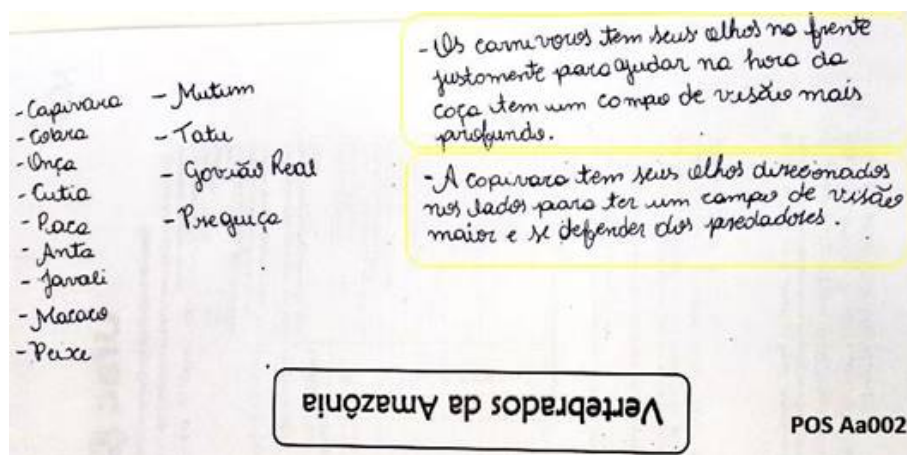 - Capivara
- Cobra
- Onça
- Cutia
- Paca
- Anta
- Javali
- Macaco
- Peixe
- Mutum
- Tatu
- Gavião Real
- Preguiça
- Os carnivoros tem seus olhos na frente
justamente para ajudar na hora da
caça tem um campo de visão mais
profundo.
- A capivara tem seus olhos direcionados
nos lados para ter um campo de visão
maior e se defender dos predadores.
Vertebrados da Amazônia
POS Aa002